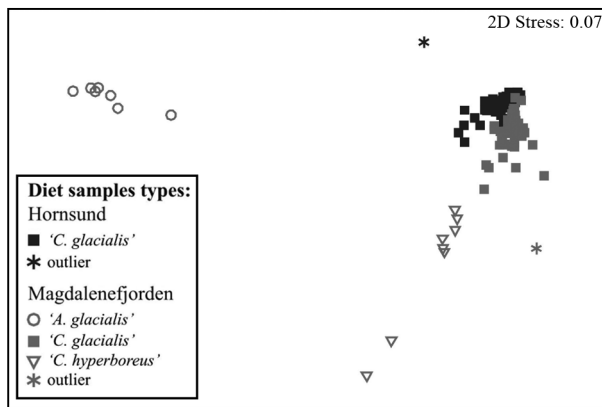 2D Stress: 0.07
Diet samples types:
Hornsund
'C. glacialis'
outlier
Magdalenefjorden
'A. glacialis'
'C. glacialis'
'C. hyperboreus'
outlier